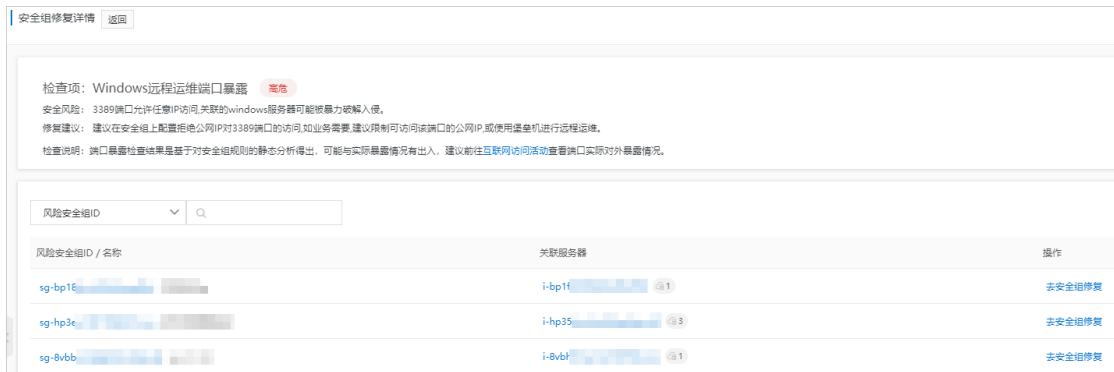 安全组修复详情 返回
检查项：Windows远程运维端口暴露 高危
安全风险： 3389端口允许任意IP访问,关联的windows服务器可能被暴力破解入侵。
修复建议： 建议在安全组上配置拒绝公网IP对3389端口的访问,如业务需要,建议限制可访问该端口的公网IP,或使用堡垒机进行远程运维。
检查说明：端口暴露检查结果是基于对安全组规则的静态分析得出，可能与实际暴露情况有出入，建议前往互联网访问活动查看端口实际对外暴露情况。
风险安全组ID
风险安全组ID / 名称 关联服务器 操作
sg-bp18 i-bp1f 1 去安全组修复
sg-hp3e i-hp35 3 去安全组修复
sg-8vbb i-8vbh 1 去安全组修复